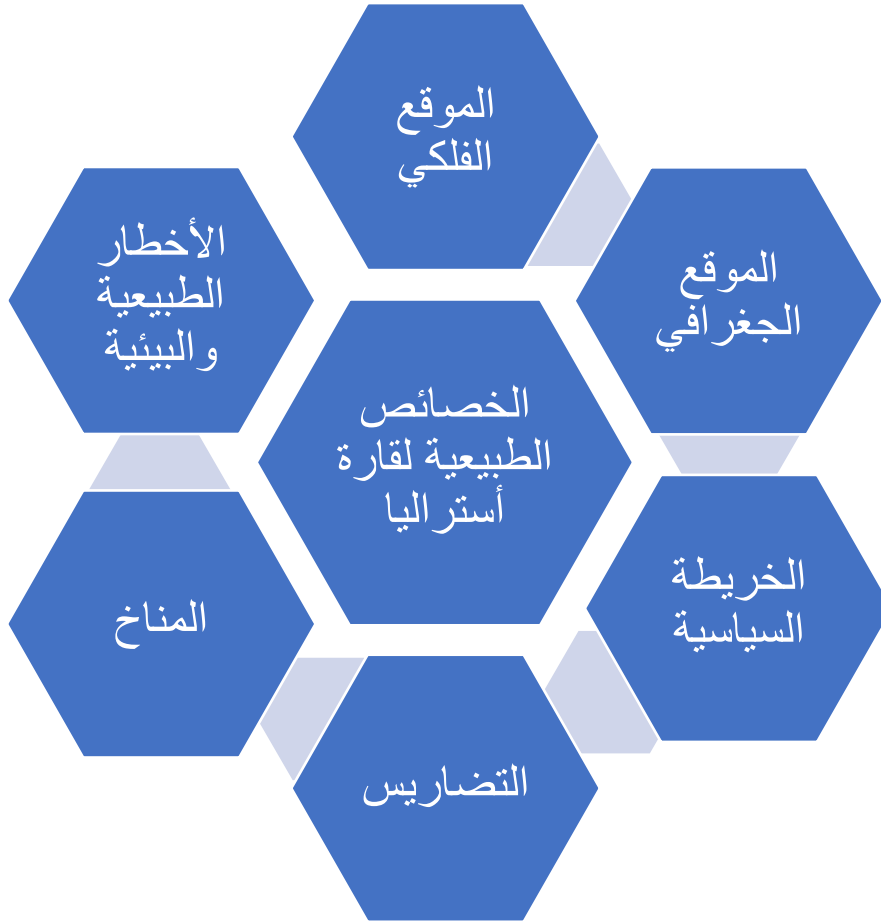 الموقع
الفلكي
الموقع
الجغرافي
الخريطة
السياسية
التضاريس
المناخ
الأخطار
الطبيعية
والبيئية
الخصائص
الطبيعية لقارة
أستراليا